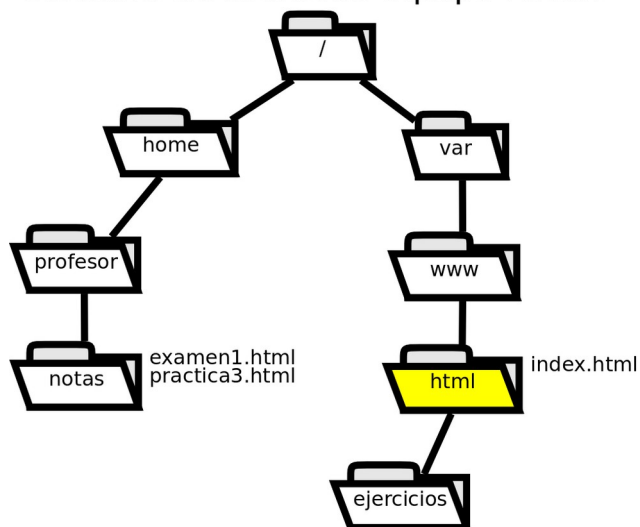 /
home
var
profesor
www
notas
examen1.html
practica3.html
html
index.html
ejercicios